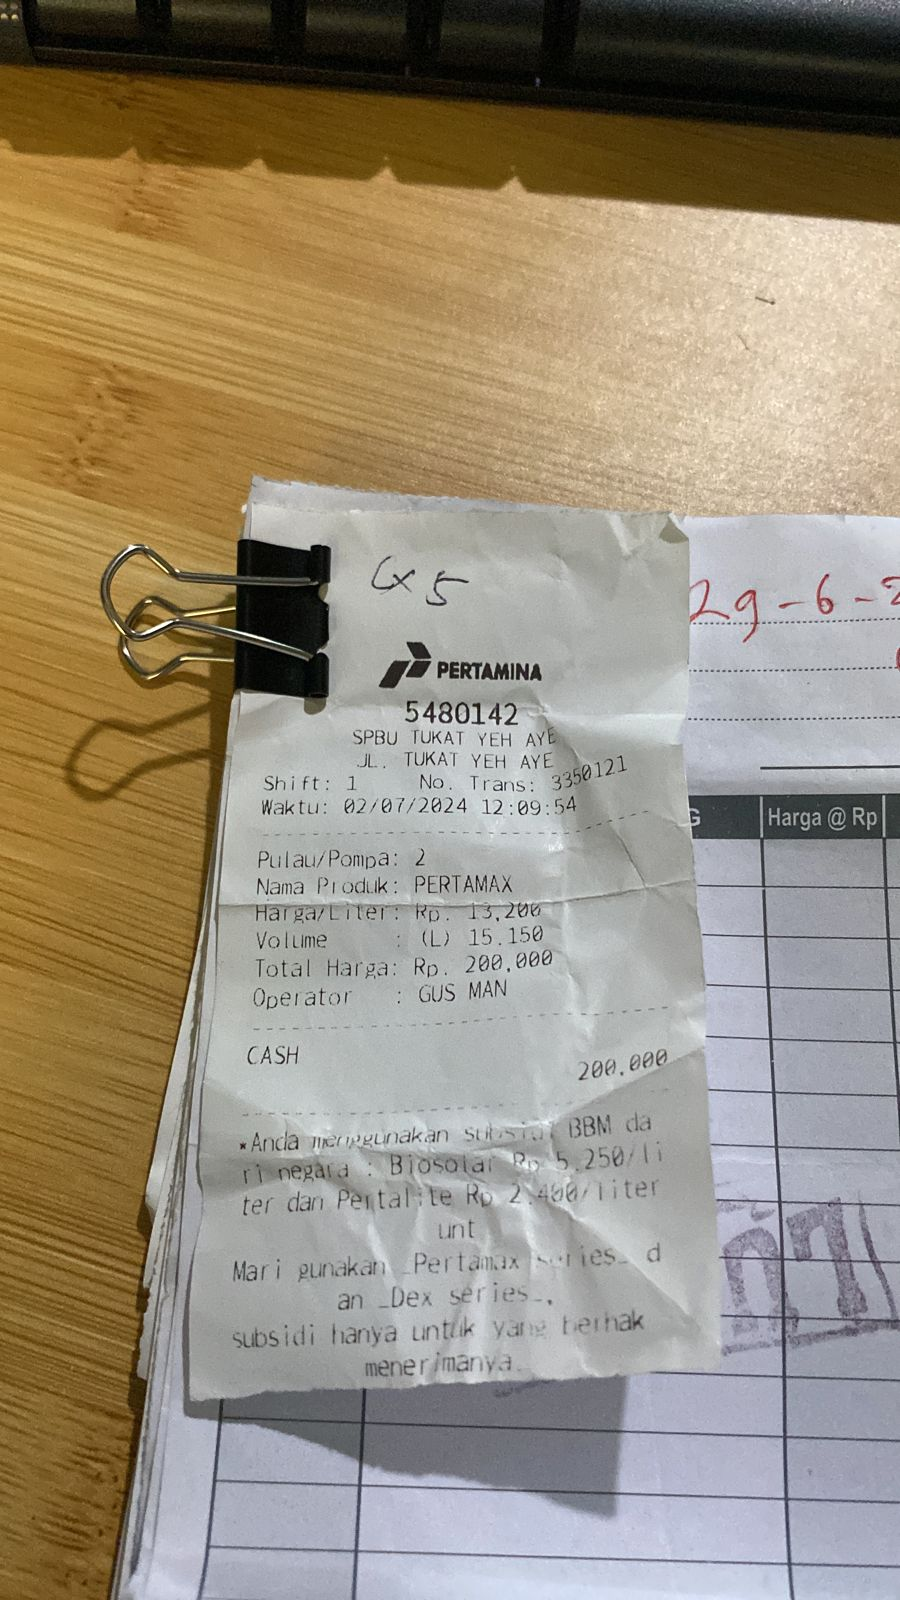 5
PERTAMINA
5480142
SPBU TUKAT YEH AYE
JL. TUKAT YEH AYE
Shift: 1 No. Trans: 3350121
Waktu: 02/07/2024 12:09:54
Pulau/Pompa: 2
Nama Produk: PERTAMAX
Harga/Liter: Rp. 13,200
Volume : (L) 15.150
Total Harga: Rp. 200,000
Operator : GUS MAN
CASH
200.000
*Anda menggunakan subsidi BBM da
ri negara : Biosolar Rp 5.250/li
ter dan Pertalite Rp 2.400/liter
unt
Mari gunakan _Pertamax series_ d
an _Dex series_,
subsidi hanya untuk yang berhak
menerimanya.
29-6-2
G
Harga @ Rp